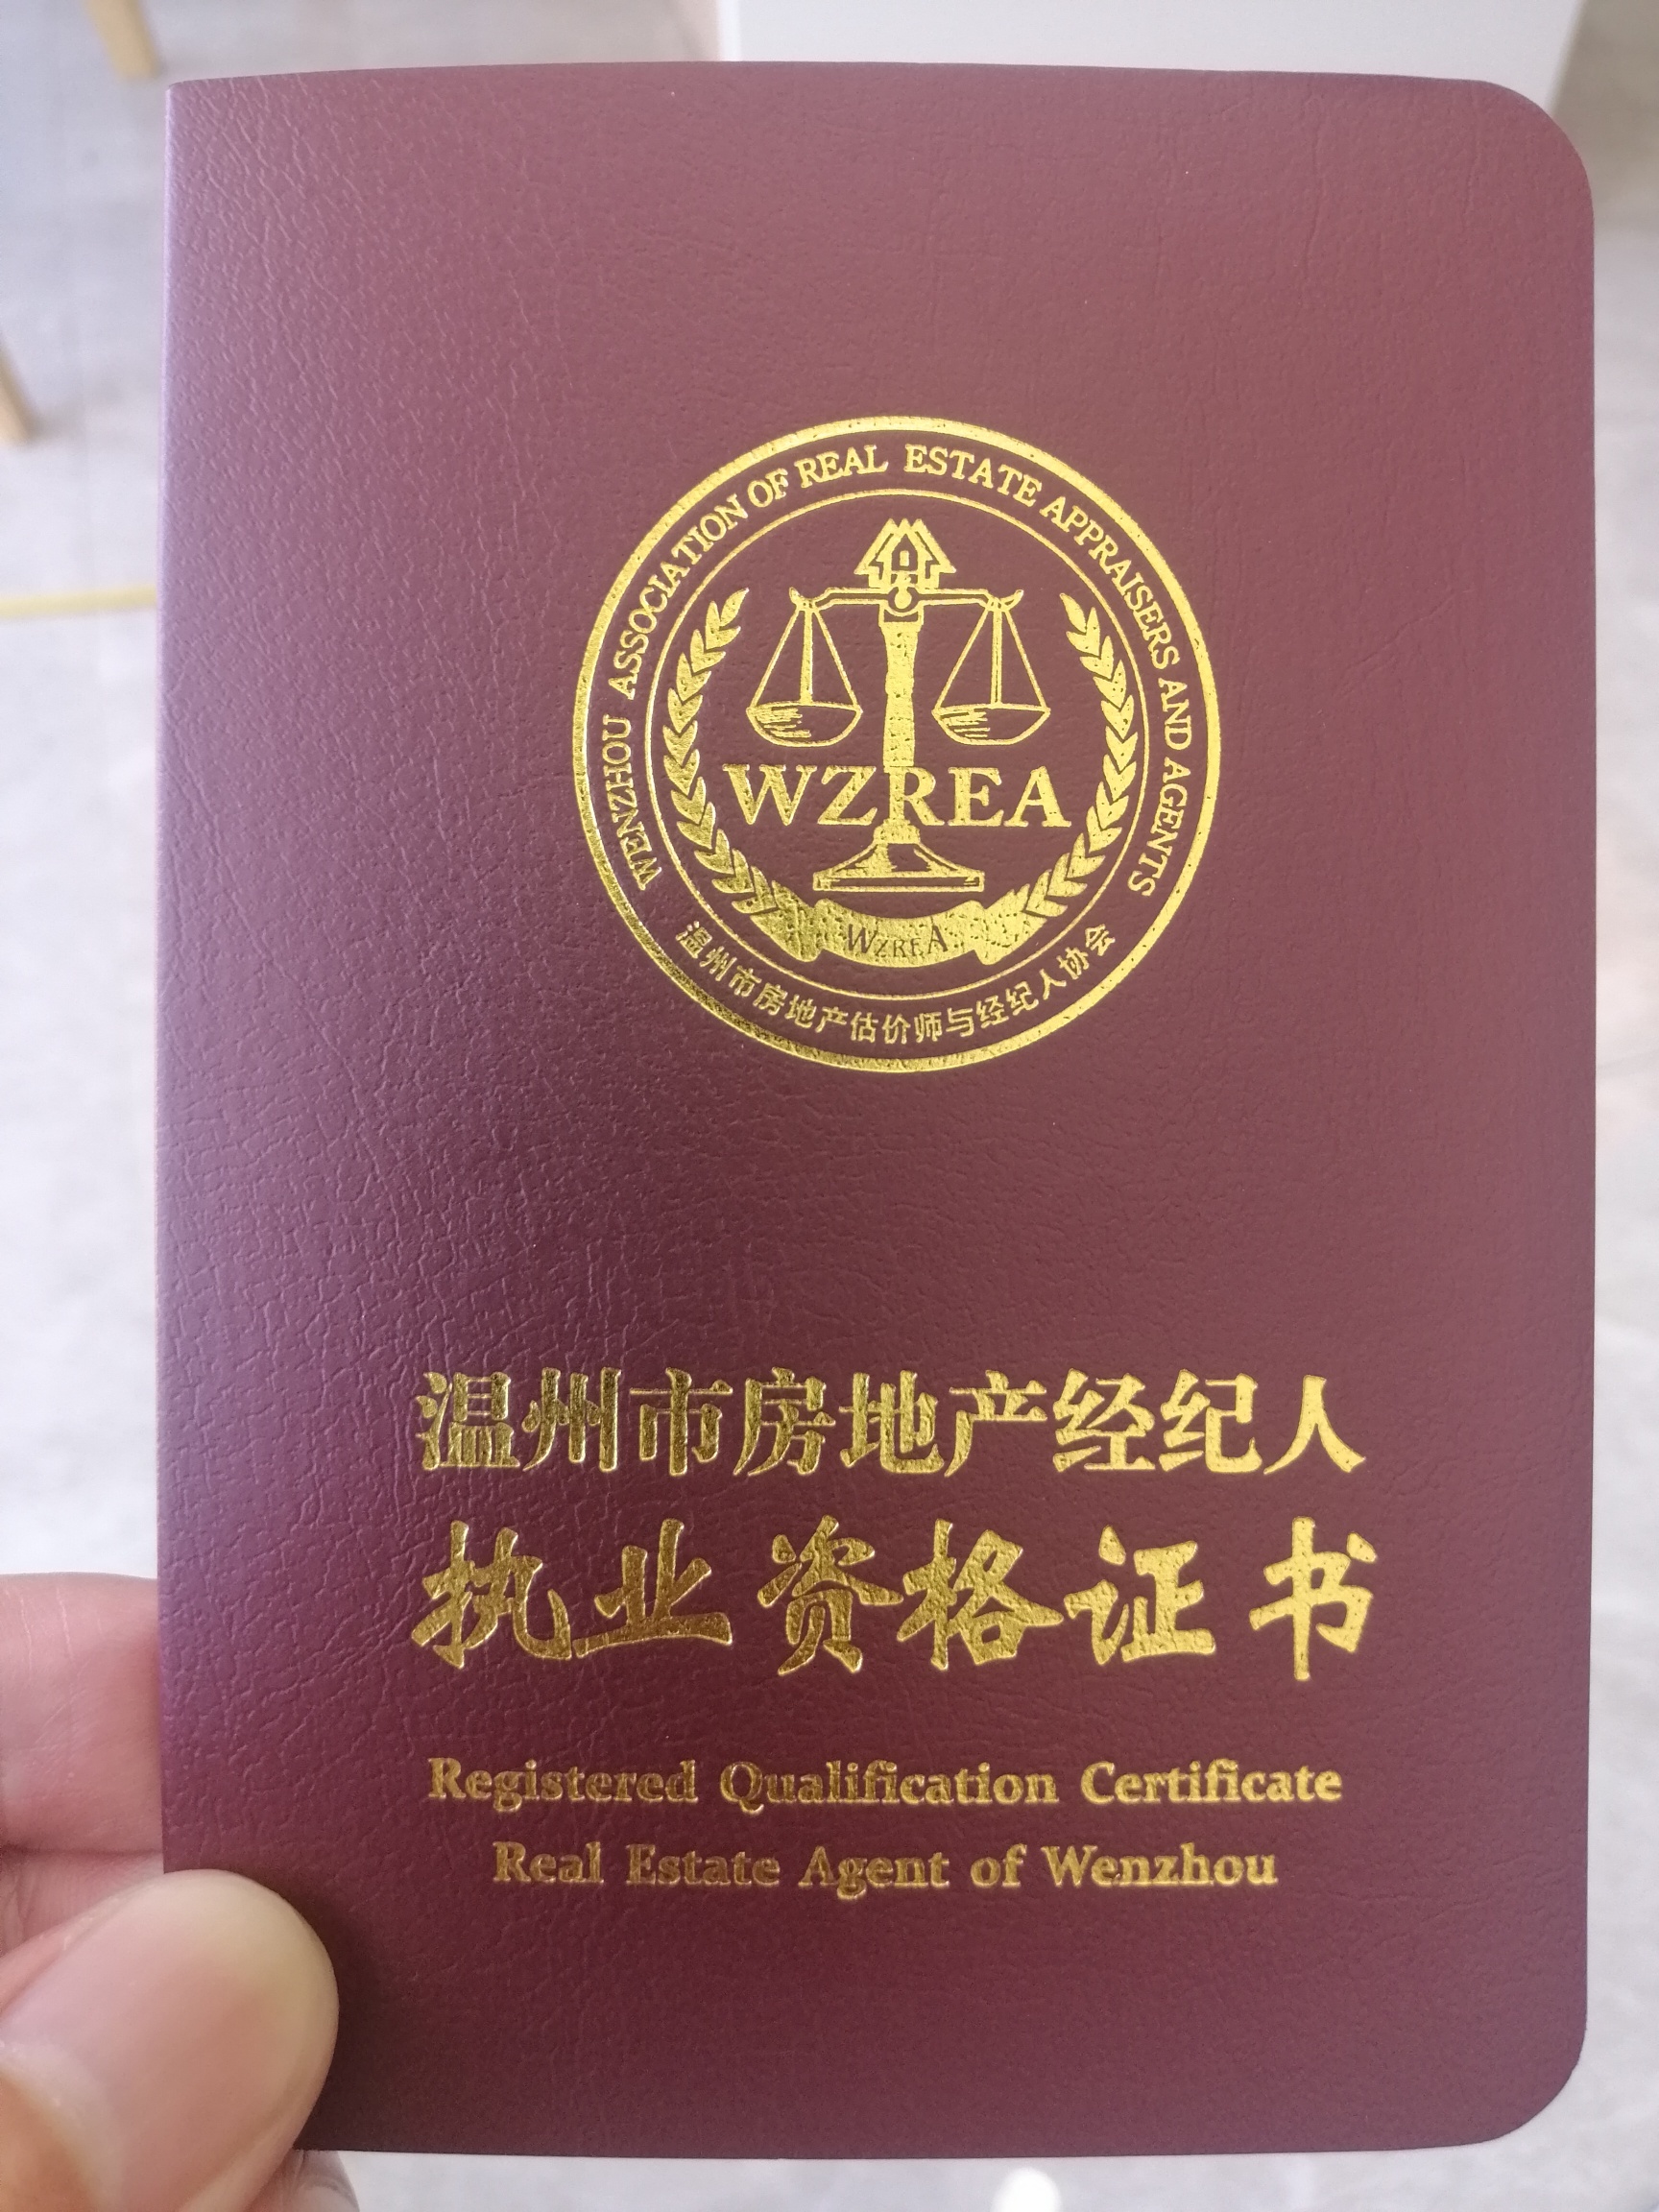 WENZHOU ASSOCIATION OF REAL ESTATE APPRAISERS AND AGENTS
WZREA
WZREA
温州市房地产估价师与经纪人协会
温州市房地产经纪人
执业资格证书
Registered Qualification Certificate
Real Estate Agent of Wenzhou